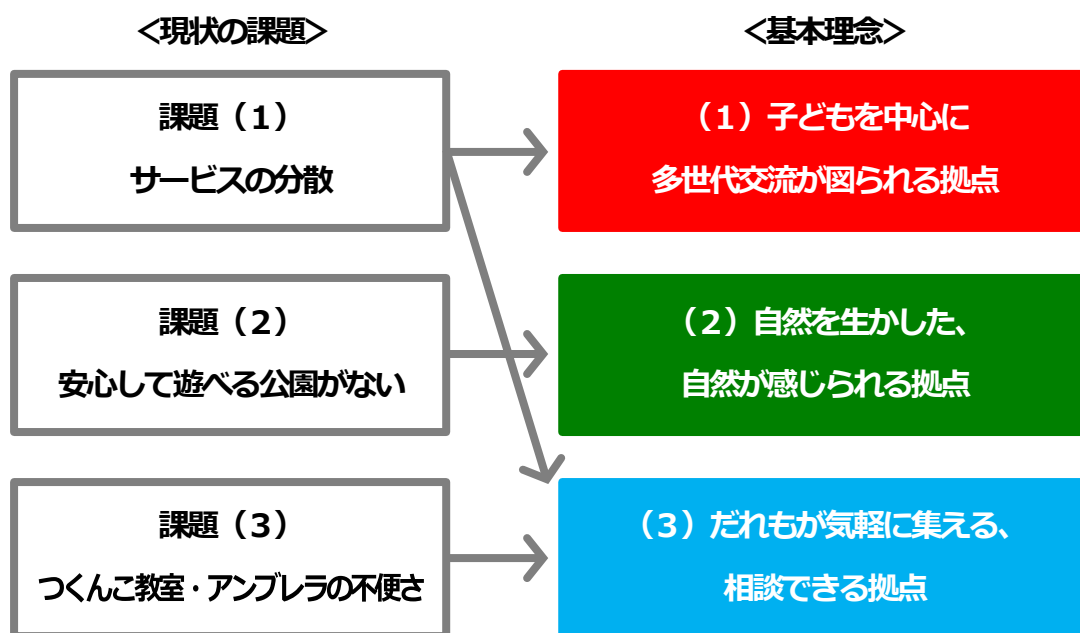 <現状の課題>
<基本理念>
課題（1）
サービスの分散
（1）子どもを中心に
多世代交流が図られる拠点
課題（2）
安心して遊べる公園がない
（2）自然を生かした、
自然が感じられる拠点
課題（3）
つくんこ教室・アンブレラの不便さ
（3）だれもが気軽に集える、
相談できる拠点